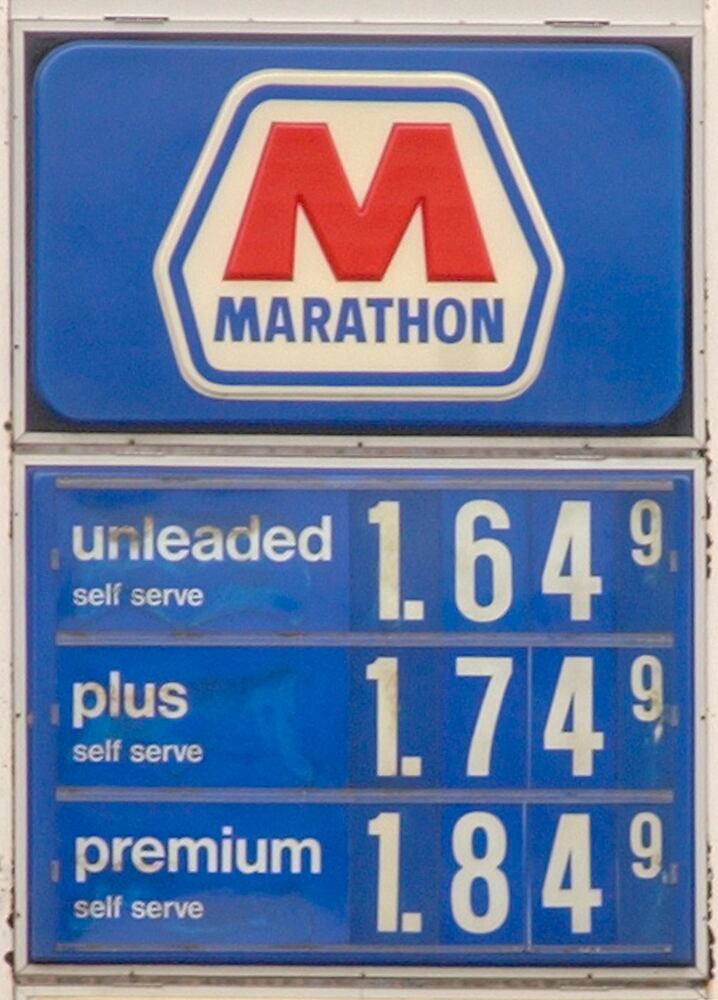 M
MARATHON
unleaded 1.64 9
self serve
plus 1.74 9
self serve
premium 1.84 9
self serve